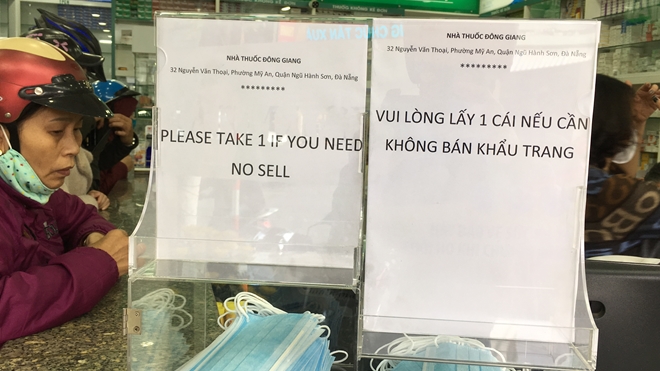 NHÀ THUỐC ĐÔNG GIANG
32 Nguyễn Văn Thoại, Phường Mỹ An, Quận Ngũ Hành Sơn, Đà Nẵng
*********
PLEASE TAKE 1 IF YOU NEED
NO SELL
NHÀ THUỐC ĐÔNG GIANG
32 Nguyễn Văn Thoại, Phường Mỹ An, Quận Ngũ Hành Sơn, Đà Nẵng
*********
VUI LÒNG LẤY 1 CÁI NẾU CẦN
KHÔNG BÁN KHẨU TRANG